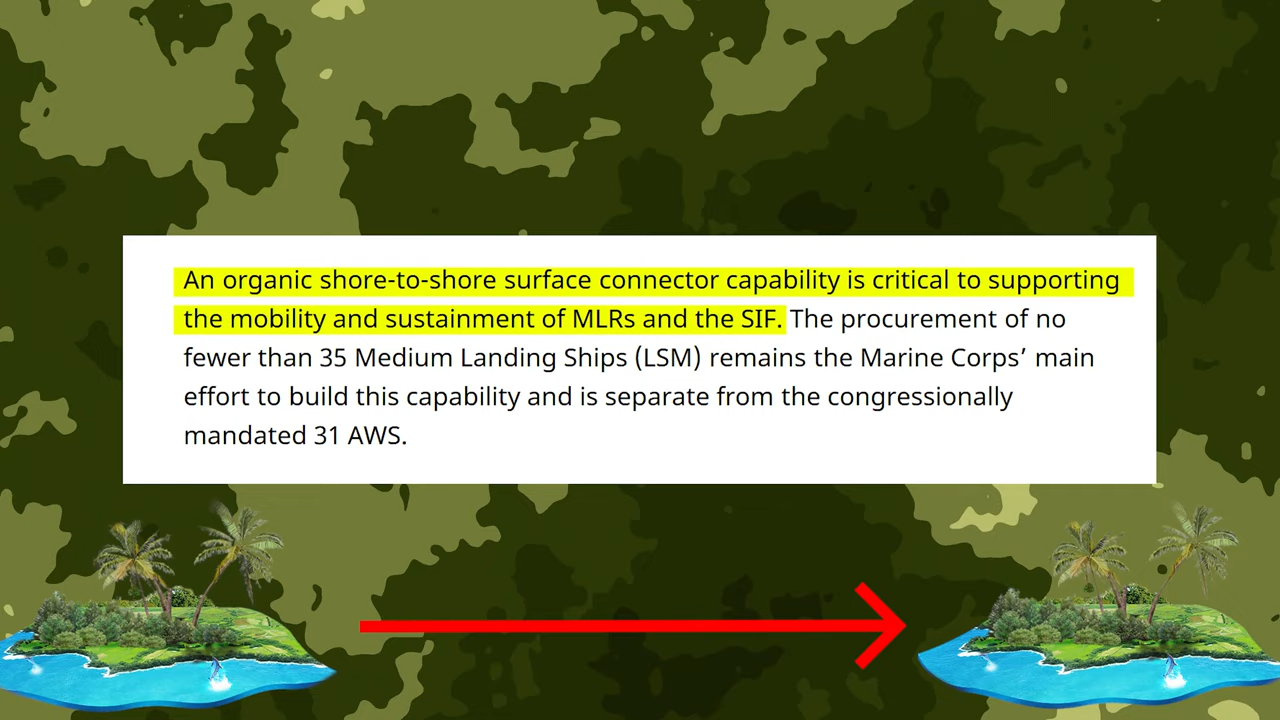 An organic shore-to-shore surface connector capability is critical to supporting
the mobility and sustainment of MLRs and the SIF. The procurement of no
fewer than 35 Medium Landing Ships (LSM) remains the Marine Corps’ main
effort to build this capability and is separate from the congressionally
mandated 31 AWS.